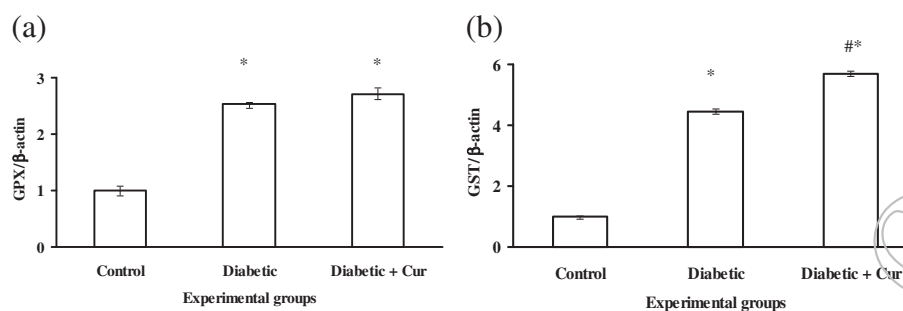 (a)
GPX/β-actin
3
2
1
0
*
*
Control
Diabetic
Diabetic + Cur
Experimental groups
(b)
GST/β-actin
6
4
2
0
*
#*
Control
Diabetic
Diabetic + Cur
Experimental groups